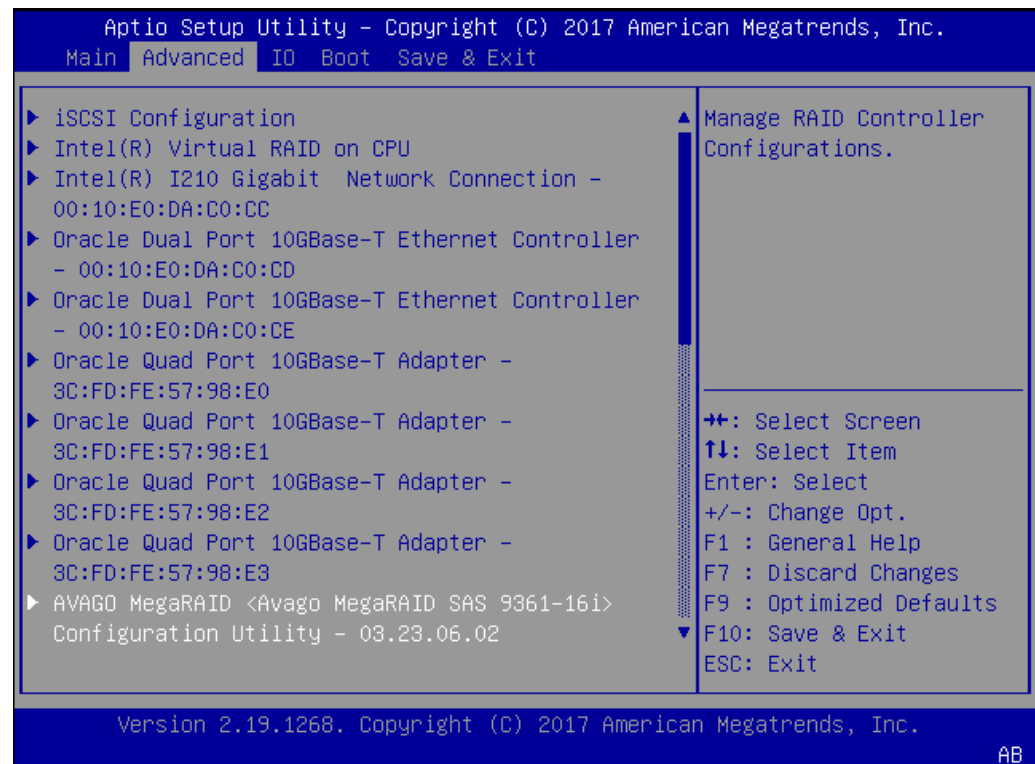 Aptio Setup Utility – Copyright (C) 2017 American Megatrends, Inc.
Main Advanced IO Boot Save & Exit
▶ iSCSI Configuration
▶ Intel(R) Virtual RAID on CPU
▶ Intel(R) I210 Gigabit  Network Connection –
00:10:E0:DA:C0:CC
▶ Oracle Dual Port 10GBase-T Ethernet Controller
– 00:10:E0:DA:C0:CD
▶ Oracle Dual Port 10GBase-T Ethernet Controller
– 00:10:E0:DA:C0:CE
▶ Oracle Quad Port 10GBase-T Adapter –
3C:FD:FE:57:98:E0
▶ Oracle Quad Port 10GBase-T Adapter –
3C:FD:FE:57:98:E1
▶ Oracle Quad Port 10GBase-T Adapter –
3C:FD:FE:57:98:E2
▶ Oracle Quad Port 10GBase-T Adapter –
3C:FD:FE:57:98:E3
▶ AVAGO MegaRAID <Avago MegaRAID SAS 9361-16i>
Configuration Utility – 03.23.06.02
Manage RAID Controller
Configurations.
→←: Select Screen
↑↓: Select Item
Enter: Select
+/-: Change Opt.
F1 : General Help
F7 : Discard Changes
F9 : Optimized Defaults
F10: Save & Exit
ESC: Exit
Version 2.19.1268. Copyright (C) 2017 American Megatrends, Inc.
AB